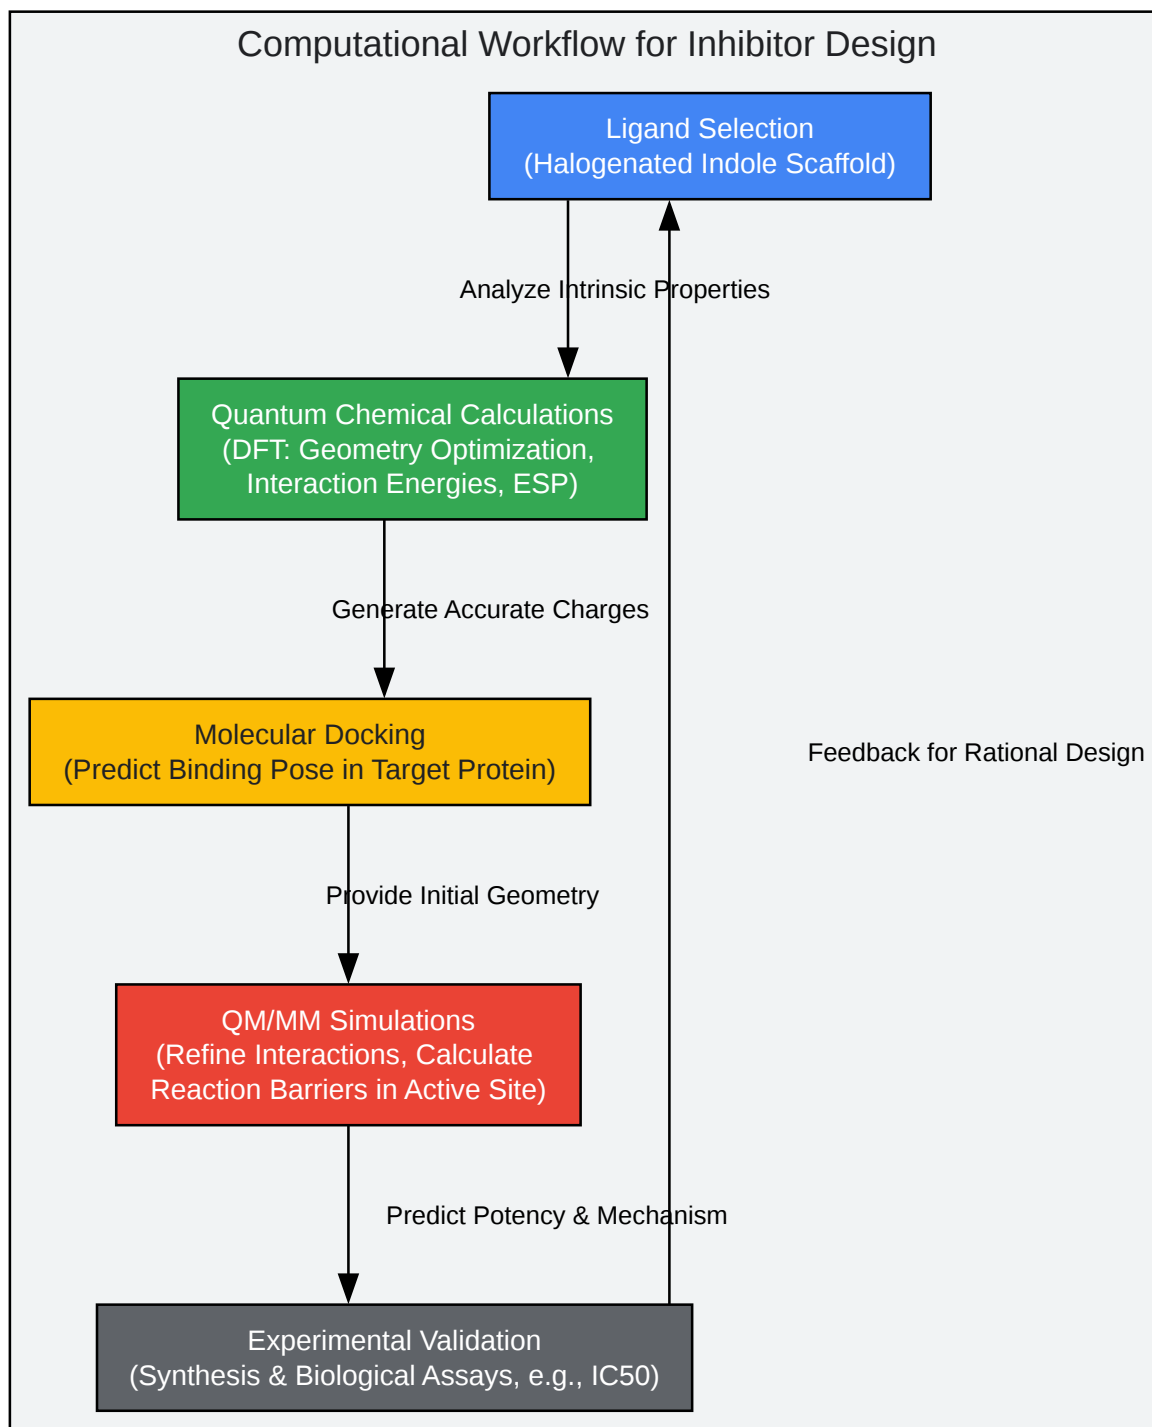 Computational Workflow for Inhibitor Design
Ligand Selection
(Halogenated Indole Scaffold)
Analyze Intrinsic Properties
Quantum Chemical Calculations
(DFT: Geometry Optimization,
Interaction Energies, ESP)
Generate Accurate Charges
Molecular Docking
(Predict Binding Pose in Target Protein)
Feedback for Rational Design
Provide Initial Geometry
QM/MM Simulations
(Refine Interactions, Calculate
Reaction Barriers in Active Site)
Predict Potency & Mechanism
Experimental Validation
(Synthesis & Biological Assays, e.g., IC50)